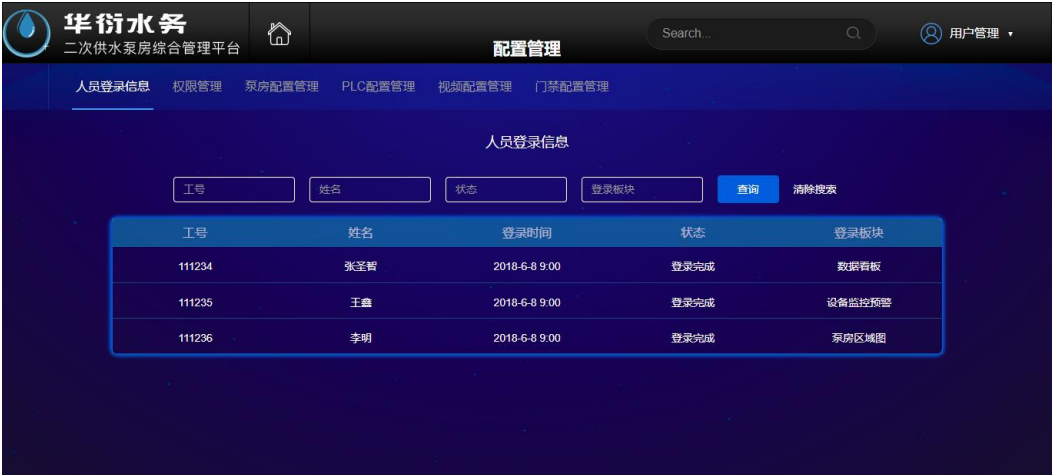 华衍水务
二次供水泵房综合管理平台
配置管理
Search...
用户管理
人员登录信息 权限管理 泵房配置管理 PLC配置管理 视频配置管理 门禁配置管理
人员登录信息
工号 姓名 状态 登录板块 查询 清除搜索
工号 姓名 登录时间 状态 登录板块
111234 张圣智 2018-6-8 9:00 登录完成 数据看板
111235 王鑫 2018-6-8 9:00 登录完成 设备监控预警
111236 李明 2018-6-8 9:00 登录完成 泵房区域图